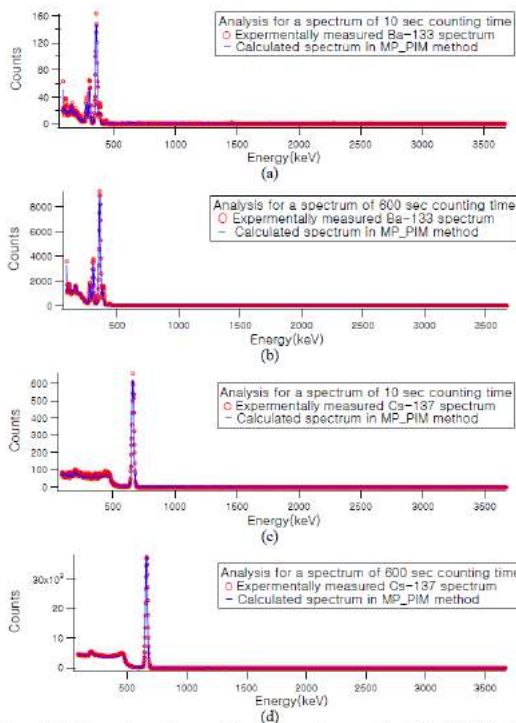 Analysis for a spectrum of 10 sec counting time
Expermentally measured Ba-133 spectrum
Calculated spectrum in MP_PIM method
Counts
160
120
80
40
0
500 1000 1500 2000 2500 3000 3500
Energy(keV)
(a)
Analysis for a spectrum of 600 sec counting time
Expermentally measured Ba-133 spectrum
Calculated spectrum in MP_PIM method
Counts
8000
6000
4000
2000
0
500 1000 1500 2000 2500 3000 3500
Energy(keV)
(b)
Analysis for a spectrum of 10 sec counting time
Expermentally measured Cs-137 spectrum
Calculated spectrum in MP_PIM method
Counts
600
500
400
300
200
100
0
500 1000 1500 2000 2500 3000 3500
Energy(keV)
(c)
Analysis for a spectrum of 600 sec counting time
Expermentally measured Cs-137 spectrum
Calculated spectrum in MP_PIM method
Counts
30x10³
20
10
0
500 1000 1500 2000 2500 3000 3500
Energy(keV)
(d)